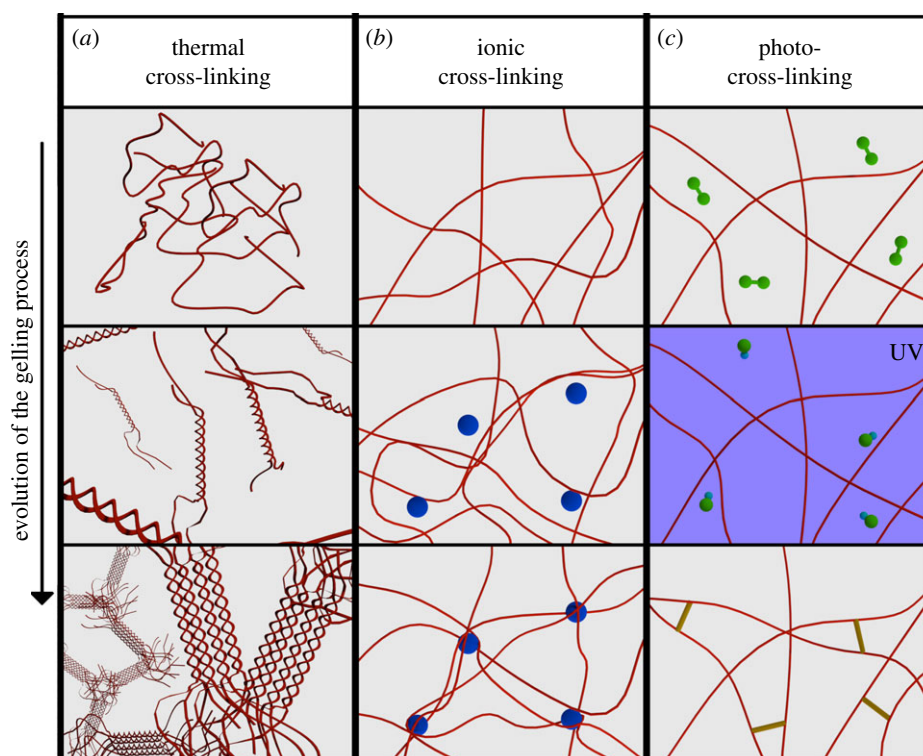 (a)
thermal
cross-linking
(b)
ionic
cross-linking
(c)
photo-
cross-linking
evolution of the gelling process
UV